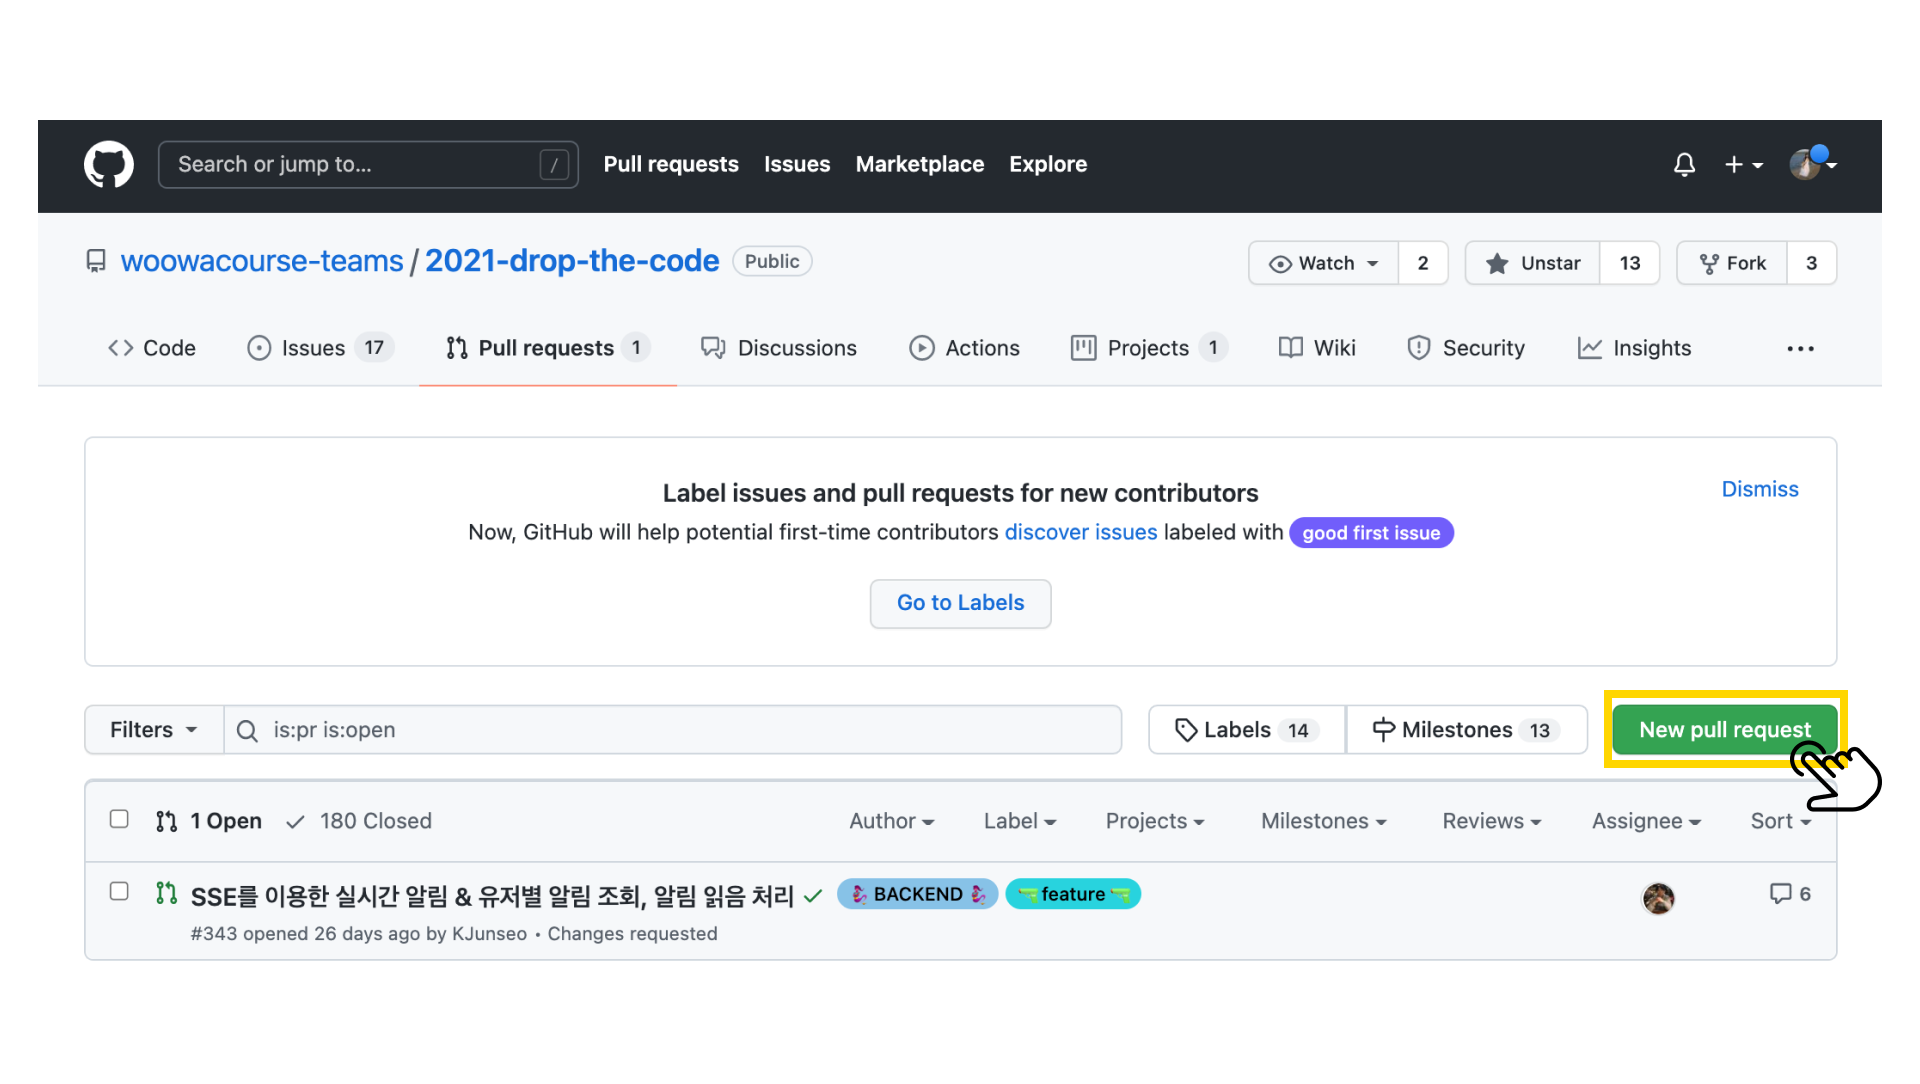 Search or jump to... / Pull requests Issues Marketplace Explore
woowacourse-teams / 2021-drop-the-code Public Watch 2 Unstar 13 Fork 3
Code Issues 17 Pull requests 1 Discussions Actions Projects 1 Wiki Security Insights
Label issues and pull requests for new contributors Dismiss
Now, GitHub will help potential first-time contributors discover issues labeled with good first issue
Go to Labels
Filters is:pr is:open Labels 14 Milestones 13 New pull request
1 Open 180 Closed Author Label Projects Milestones Reviews Assignee Sort
SSE를 이용한 실시간 알림 & 유저별 알림 조회, 알림 읽음 처리 BACKEND feature 6
#343 opened 26 days ago by KJunseo • Changes requested